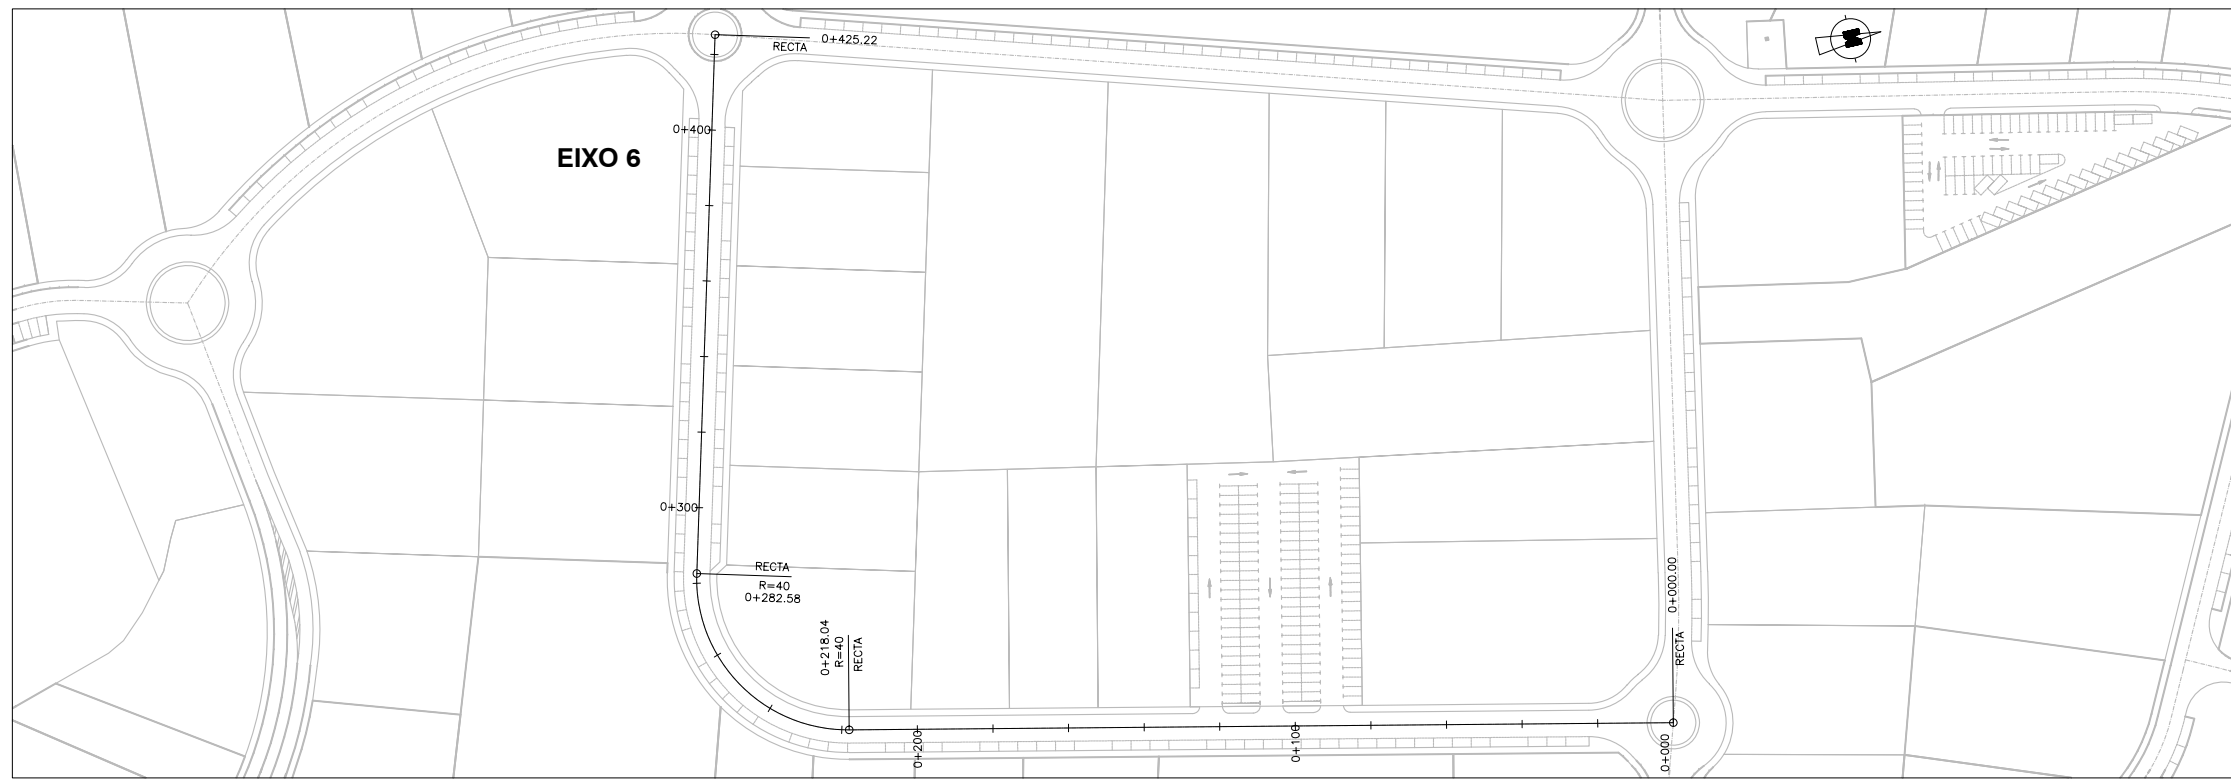 RECTA
0+425.22
0+400
EIXO 6
0+300
RECTA
R=40
0+282.58
0+218.04
R=40
RECTA
0+000.00
RECTA
0+200
0+100
0+000